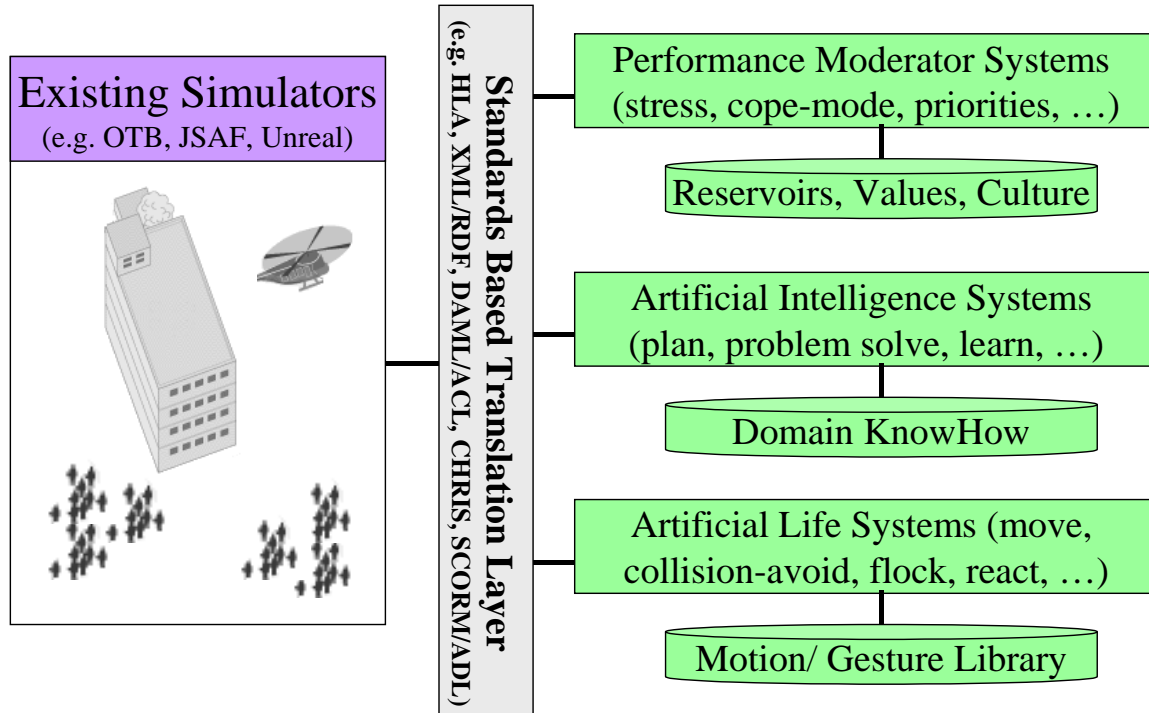 Existing Simulators
(e.g. OTB, JSAF, Unreal)
Standards Based Translation Layer
(e.g. HLA, XML/RDF, DAML/ACL, CHRIS, SCORM/ADL)
Performance Moderator Systems
(stress, cope-mode, priorities, …)
Reservoirs, Values, Culture
Artificial Intelligence Systems
(plan, problem solve, learn, …)
Domain KnowHow
Artificial Life Systems (move,
collision-avoid, flock, react, …)
Motion/ Gesture Library